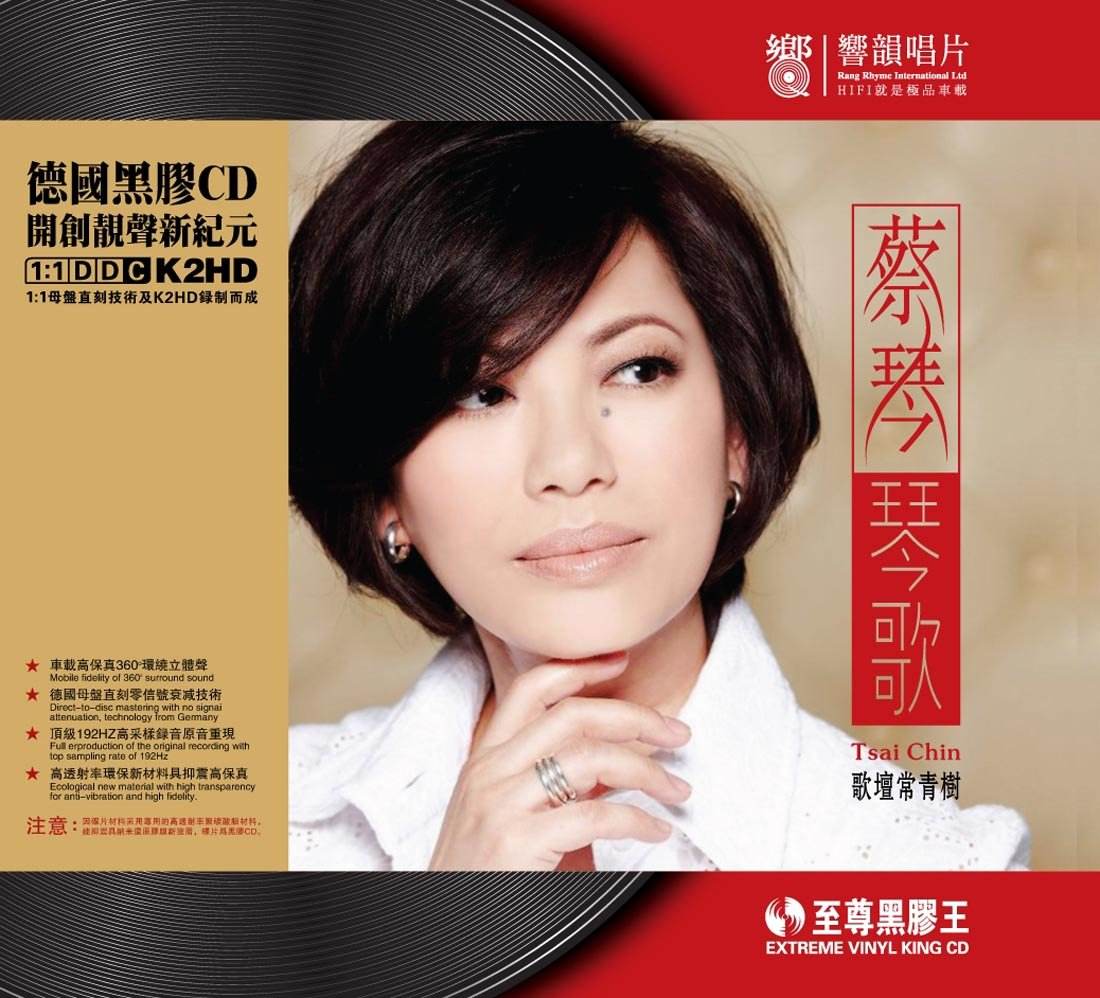 響韻唱片
Rang Rhyme International Ltd
HIFI就是極品車載
德國黑膠CD
開創靚聲新紀元
1:1DDC K2HD
1:1母盤直刻技術及K2HD録制而成
蔡琴
琴歌
Tsai Chin
歌壇常青樹
★ 車載高保真360°環繞立體聲
Mobile fidelity of 360° surround sound
★ 德國母盤直刻零信號衰减技術
Direct-to-disc mastering with no signai
attenuation, technology from Germany
★ 頂級192HZ高采樣録音原音重現
Full erproduction of the original recording with
top sampling rate of 192Hz
★ 高透射率環保新材料具抑震高保真
Ecological new material with high transparency
for anti-vibration and high fidelity.
注意:
至尊黑膠王
EXTREME VINYL KING CD